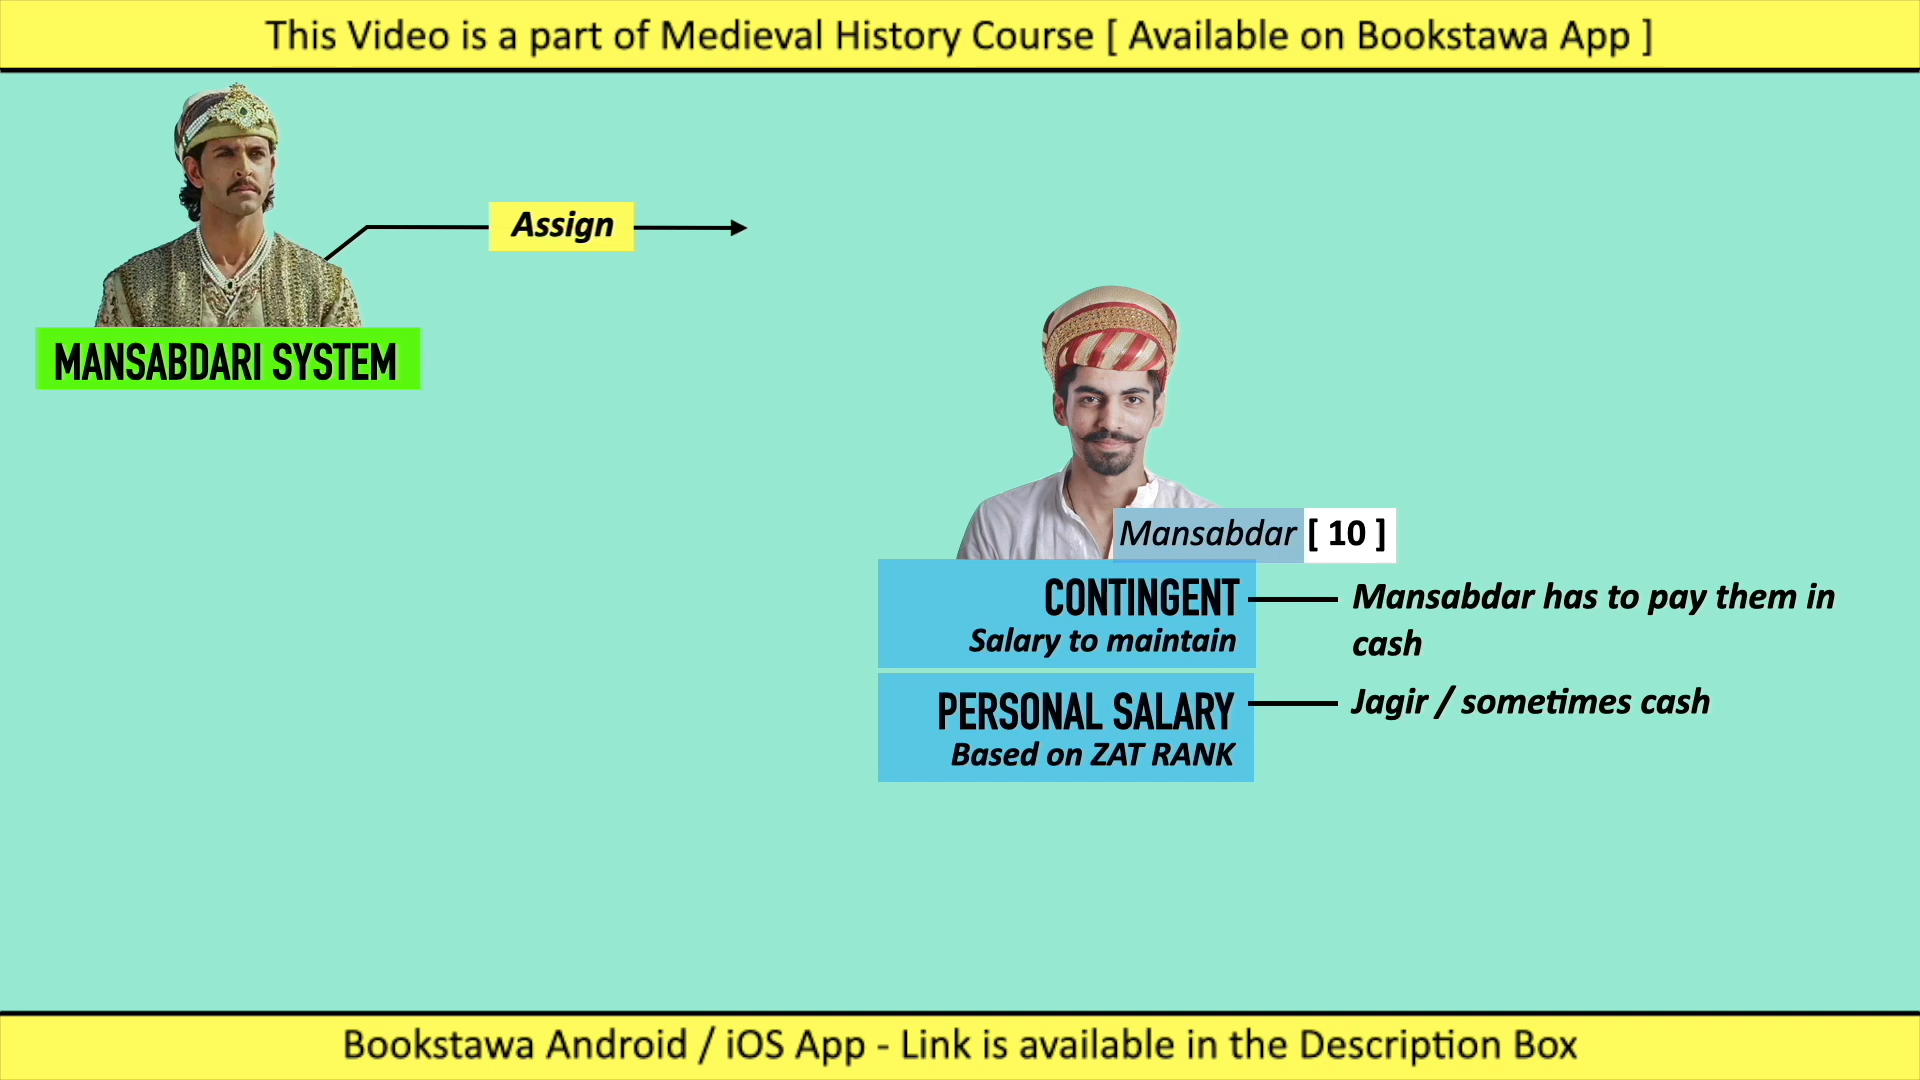 This Video is a part of Medieval History Course [ Available on Bookstawa App ]
Assign
MANSABDARI SYSTEM
Mansabdar [ 10 ]
CONTINGENT
Salary to maintain
Mansabdar has to pay them in
cash
PERSONAL SALARY
Based on ZAT RANK
Jagir / sometimes cash
Bookstawa Android / iOS App - Link is available in the Description Box